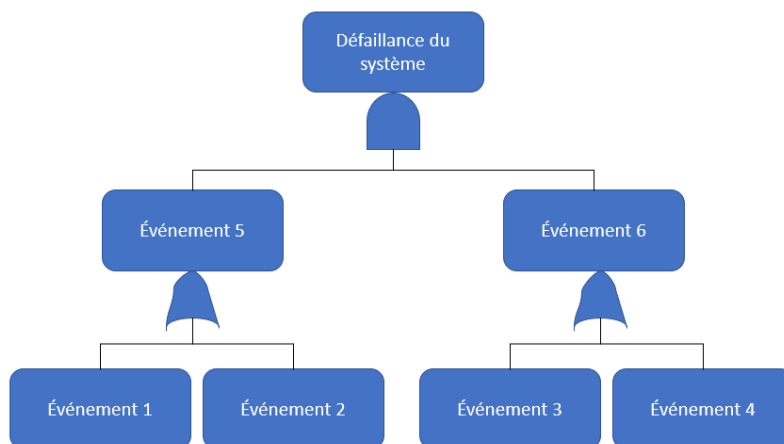 Défaillance du
système
Événement 5
Événement 6
Événement 1
Événement 2
Événement 3
Événement 4